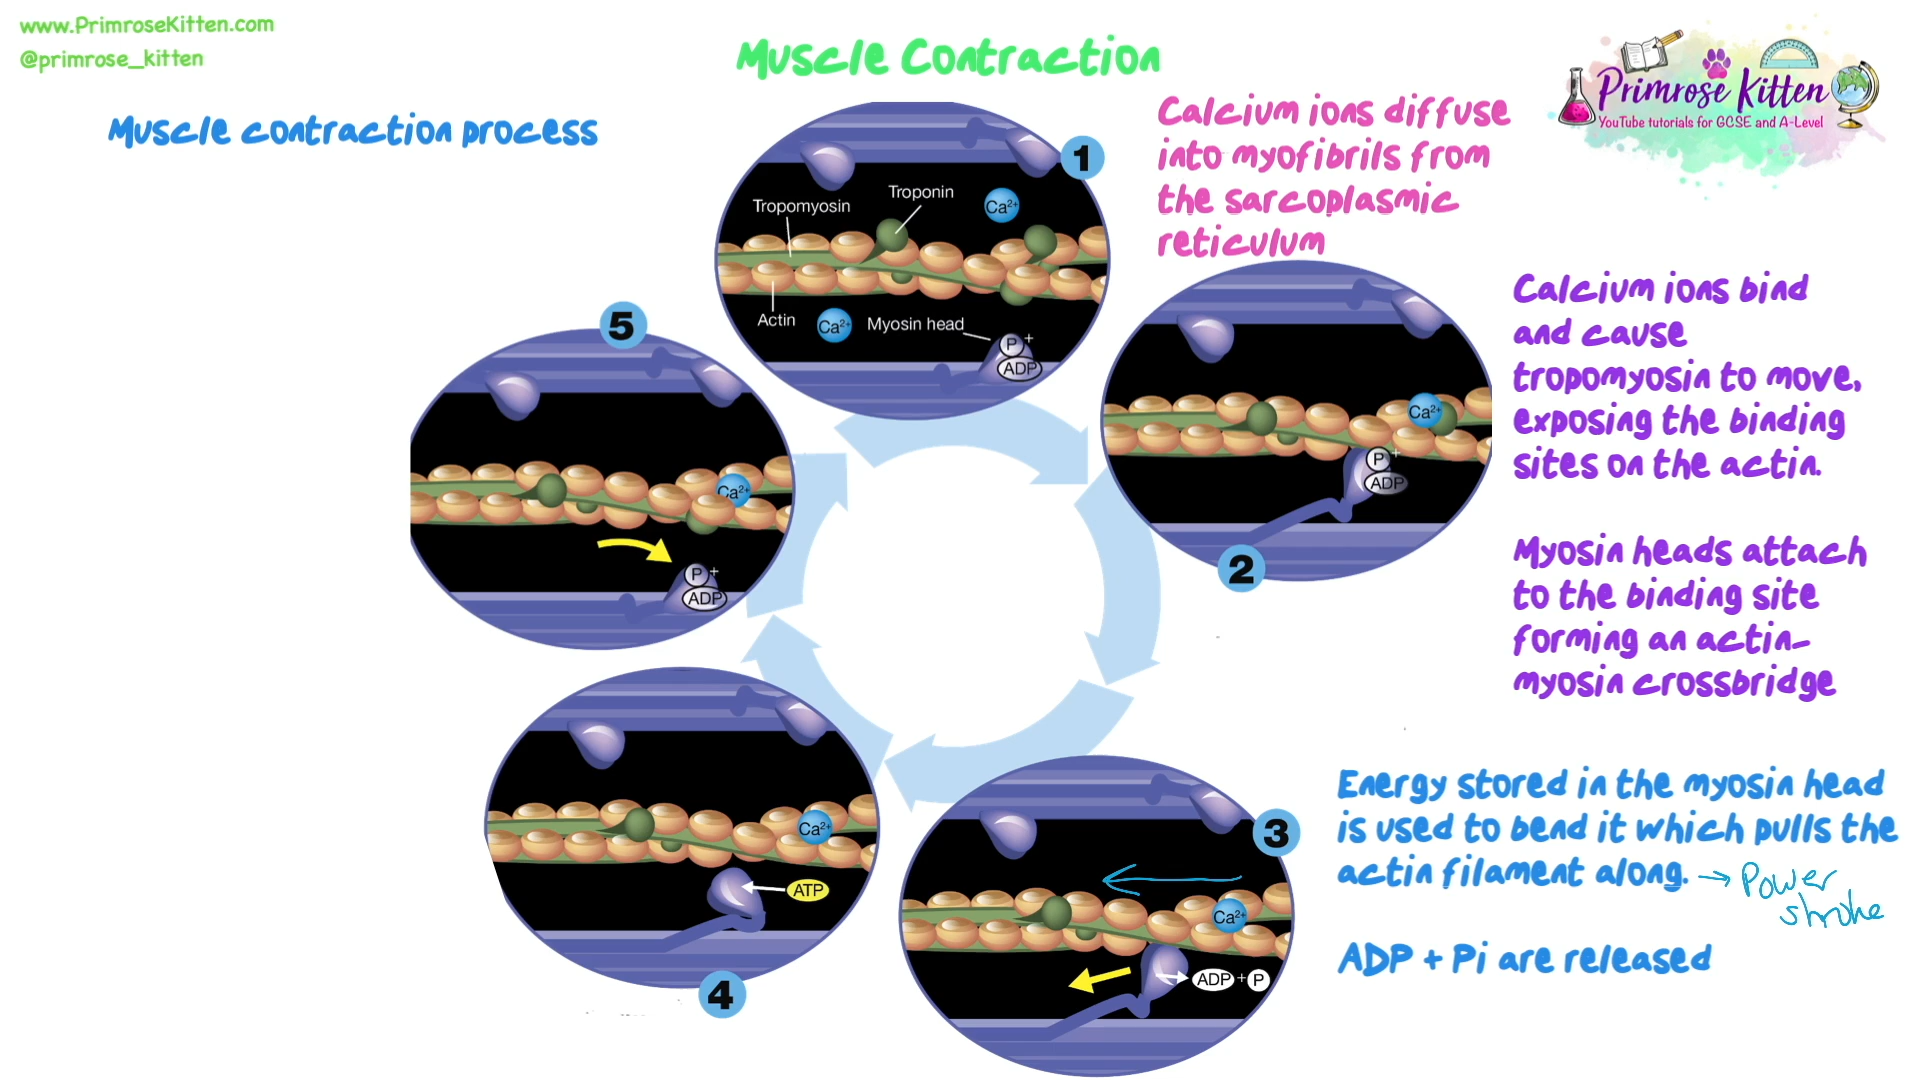 www.PrimroseKitten.com
@primrose_kitten
Muscle Contraction
Primrose Kitten
YouTube tutorials for GCSE and A-Level
Muscle contraction process
1
Tropomyosin
Troponin
Ca²⁺
Actin
Ca²⁺
Myosin head
P +
ADP
Calcium ions diffuse
into myofibrils from
the sarcoplasmic
reticulum
2
Ca²⁺
P +
ADP
Calcium ions bind
and cause
tropomyosin to move,
exposing the binding
sites on the actin.
Myosin heads attach
to the binding site
forming an actin-
myosin crossbridge
3
Ca²⁺
ADP + P
Energy stored in the myosin head
is used to bend it which pulls the
actin filament along. → Power
stroke
ADP + Pi are released
4
Ca²⁺
ATP
5
Ca²⁺
P +
ADP